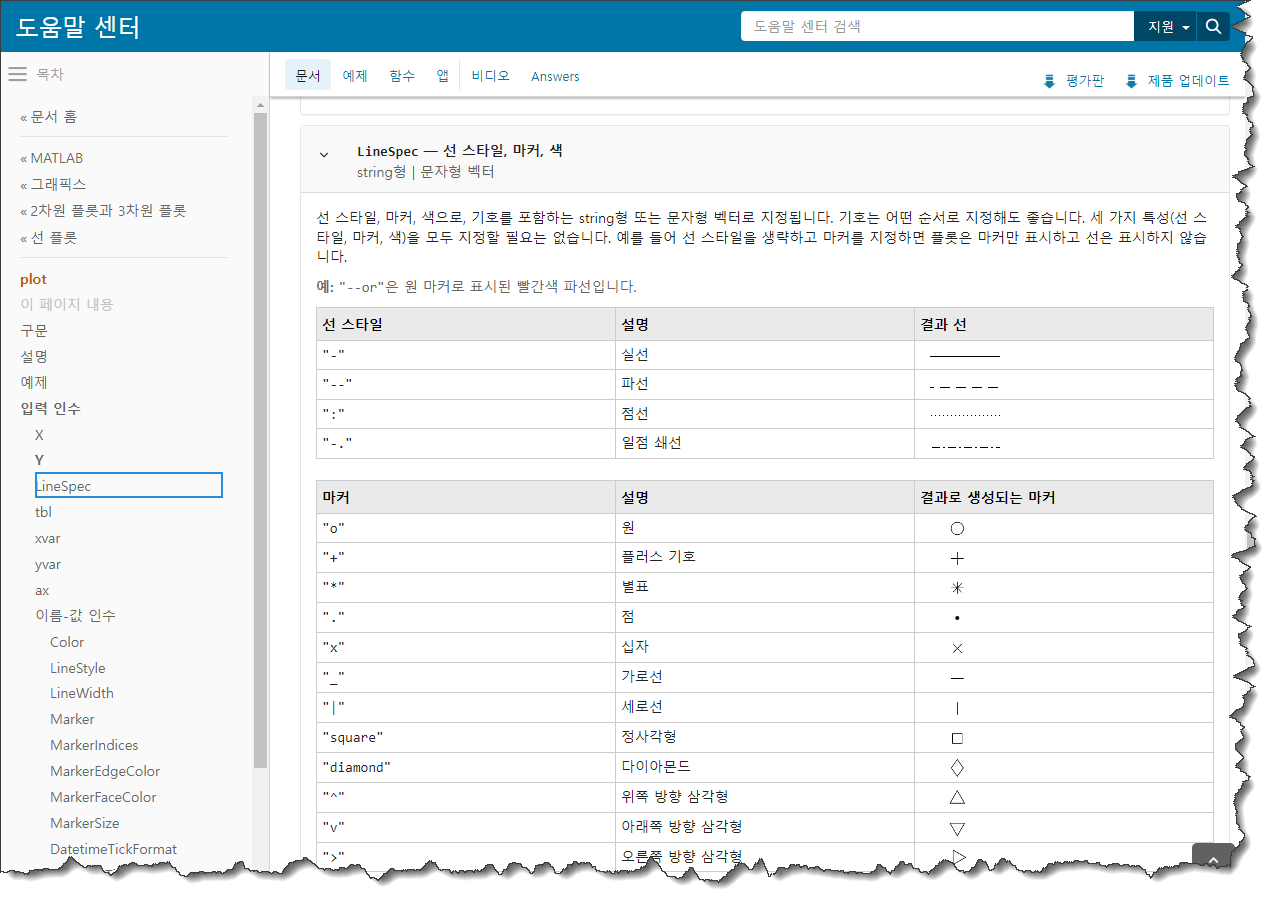 도움말 센터
도움말 센터 검색
지원
목차
« 문서 홈
« MATLAB
« 그래픽스
« 2차원 플롯과 3차원 플롯
« 선 플롯
plot
이 페이지 내용
구문
설명
예제
입력 인수
X
Y
LineSpec
tbl
xvar
yvar
ax
이름-값 인수
Color
LineStyle
LineWidth
Marker
MarkerIndices
MarkerEdgeColor
MarkerFaceColor
MarkerSize
DatetimeTickFormat
문서 예제 함수 앱 비디오 Answers
평가판 제품 업데이트
LineSpec — 선 스타일, 마커, 색
string형 | 문자형 벡터
선 스타일, 마커, 색으로, 기호를 포함하는 string형 또는 문자형 벡터로 지정됩니다. 기호는 어떤 순서로 지정해도 좋습니다. 세 가지 특성(선 스
타일, 마커, 색)을 모두 지정할 필요는 없습니다. 예를 들어 선 스타일을 생략하고 마커를 지정하면 플롯은 마커만 표시하고 선은 표시하지 않습
니다.
예: "--or"은 원 마커로 표시된 빨간색 파선입니다.
선 스타일 설명 결과 선
"-" 실선
"--" 파선
":" 점선
"-." 일점 쇄선
마커 설명 결과로 생성되는 마커
"o" 원
"+" 플러스 기호
"*" 별표
"." 점
"x" 십자
"_" 가로선
"|" 세로선
"square" 정사각형
"diamond" 다이아몬드
"^" 위쪽 방향 삼각형
"v" 아래쪽 방향 삼각형
">" 오른쪽 방향 삼각형